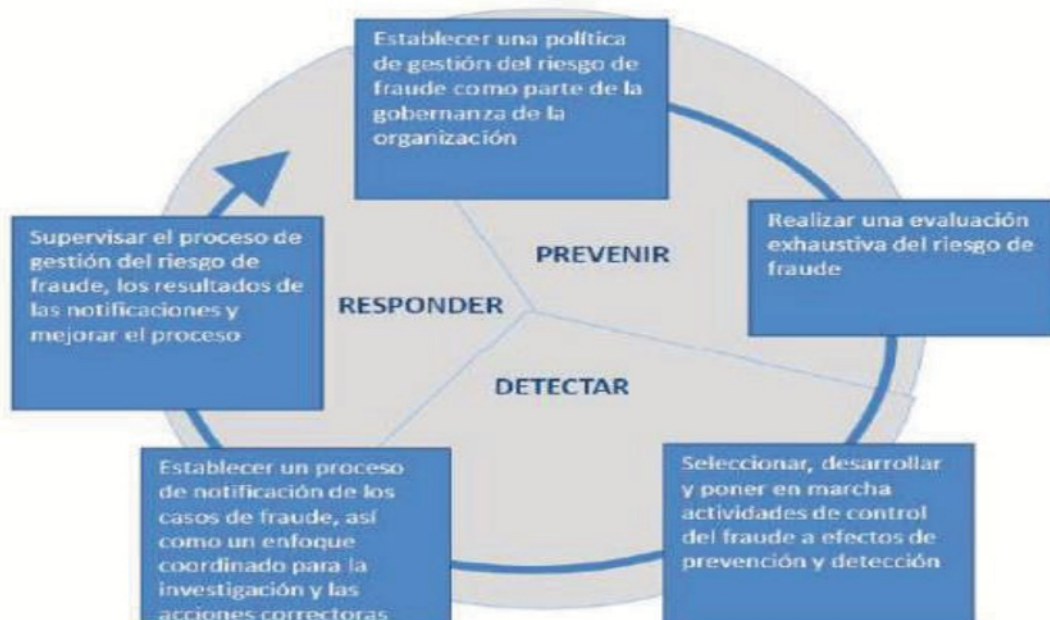 Establecer una política
de gestión del riesgo de
fraude como parte de la
gobernanza de la
organización
Realizar una evaluación
exhaustiva del riesgo de
fraude
PREVENIR
Supervisar el proceso de
gestión del riesgo de
fraude, los resultados de
las notificaciones y
mejorar el proceso
RESPONDER
DETECTAR
Seleccionar, desarrollar
y poner en marcha
actividades de control
del fraude a efectos de
prevención y detección
Establecer un proceso
de notificación de los
casos de fraude, así
como un enfoque
coordinado para la
investigación y las
acciones correctoras